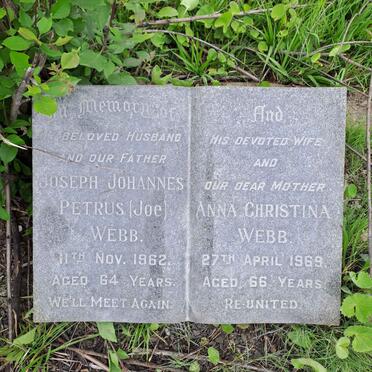 In Memory of
Beloved Husband
and our Father
Joseph Johannes
Petrus (Joe)
Webb.
11th Nov. 1962.
Aged 64 Years.
We'll Meet Again.
And
His Devoted Wife
and
our dear Mother
Anna Christina
Webb.
27th April 1969.
Aged 66 Years
Re-United.